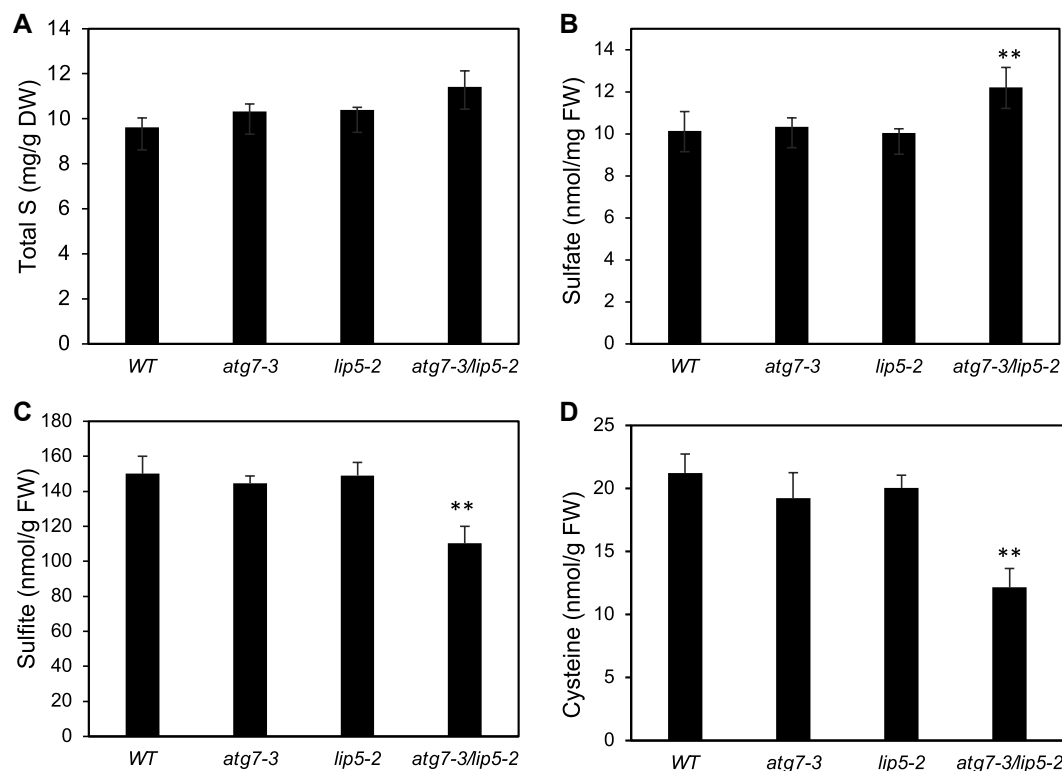 A
Total S (mg/g DW)
14
12
10
8
6
4
2
0
WT atg7-3 lip5-2 atg7-3/lip5-2
B
Sulfate (nmol/mg FW)
14
12
10
8
6
4
2
0
**
WT atg7-3 lip5-2 atg7-3/lip5-2
C
Sulfite (nmol/g FW)
180
160
140
120
100
80
60
40
20
0
**
WT atg7-3 lip5-2 atg7-3/lip5-2
D
Cysteine (nmol/g FW)
25
20
15
10
5
0
**
WT atg7-3 lip5-2 atg7-3/lip5-2